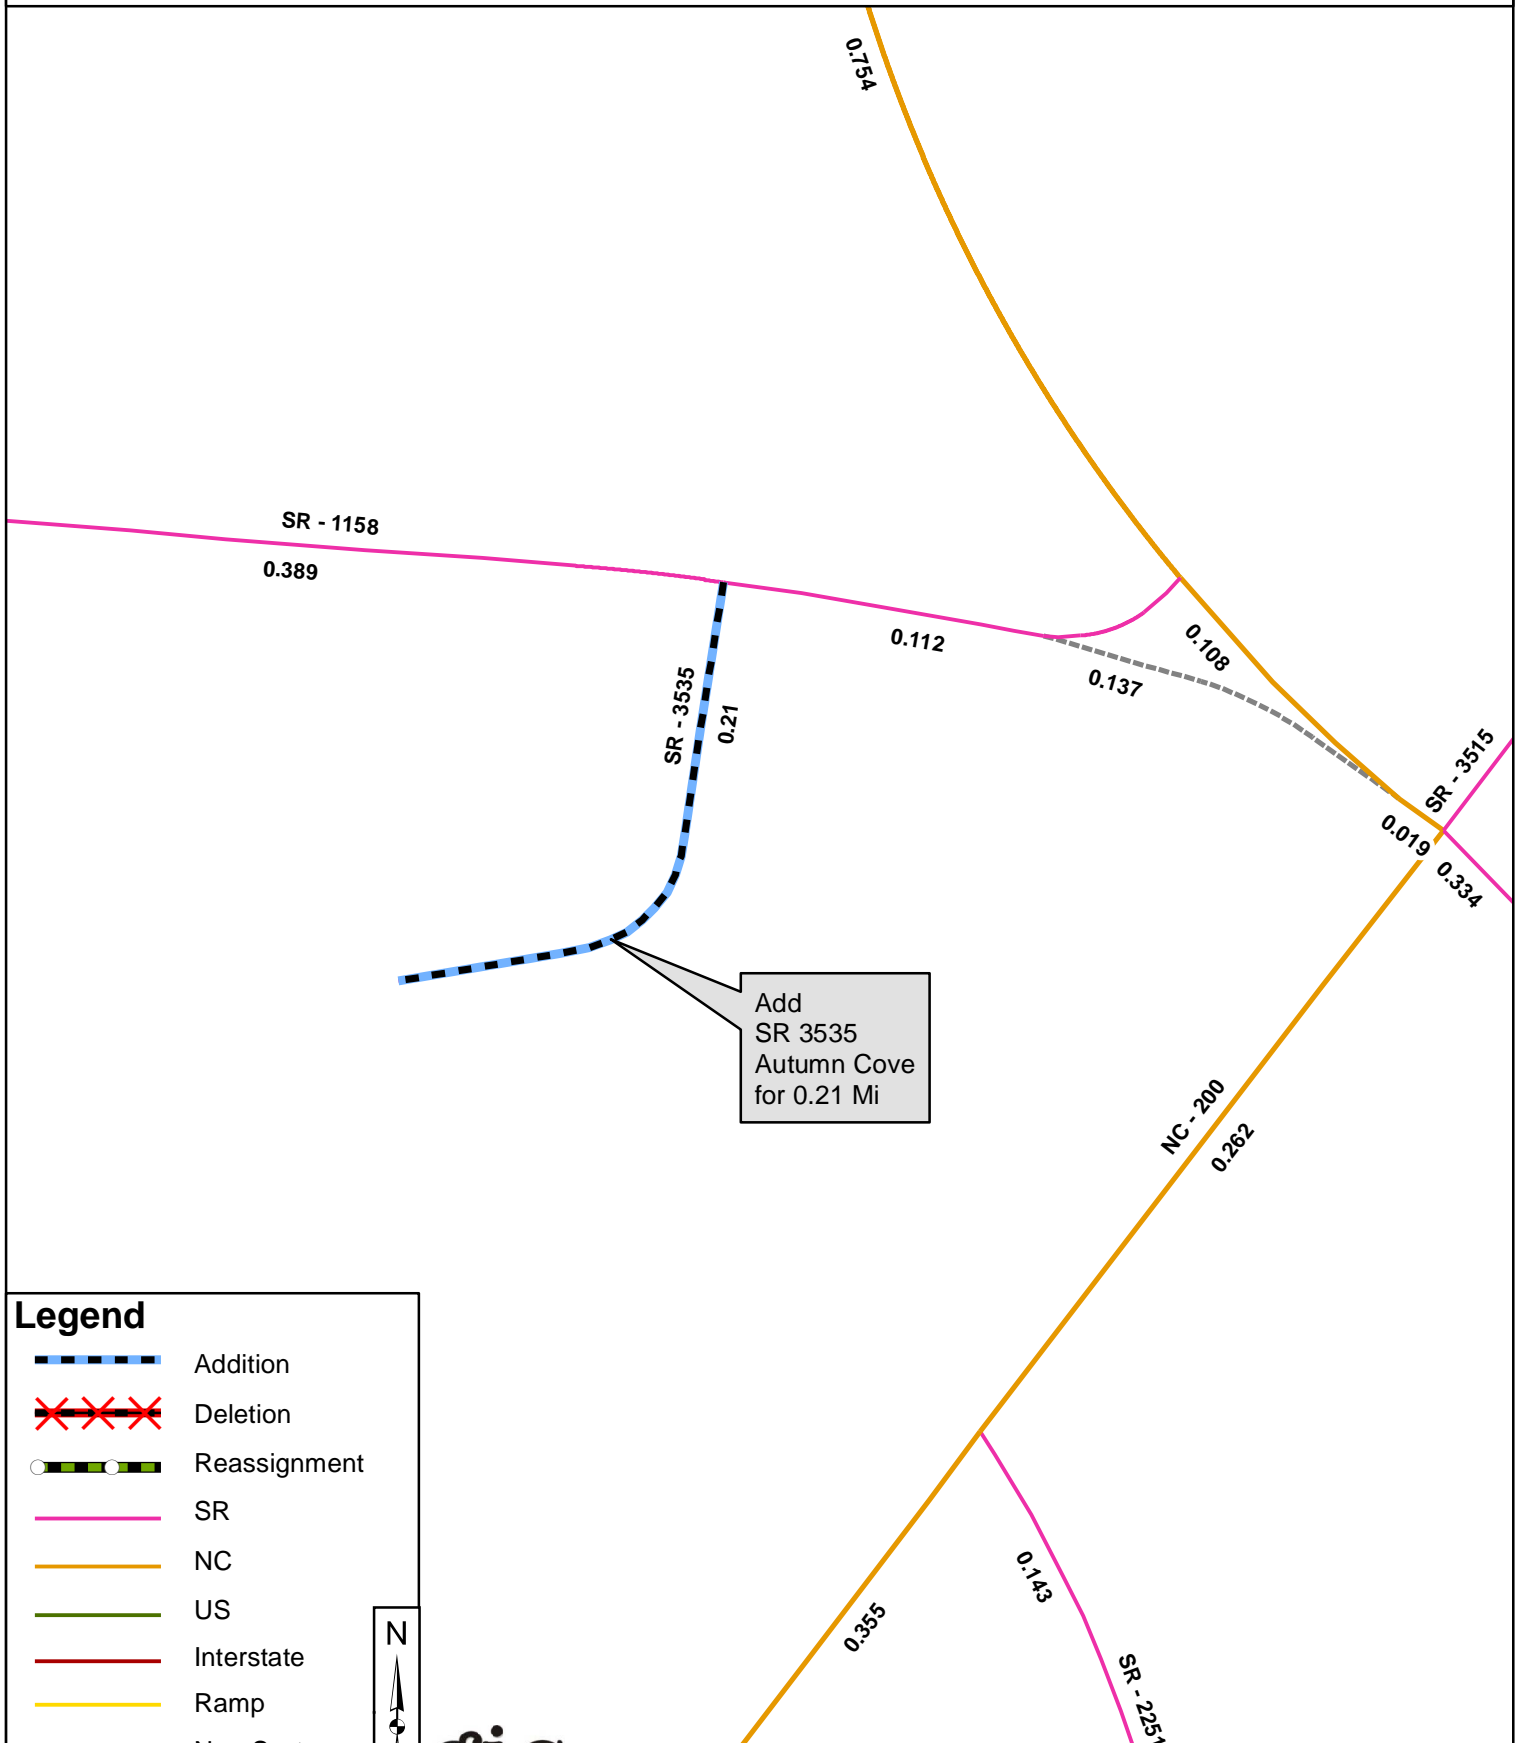 0.754
SR - 1158
0.389
0.112
0.108
0.137
SR - 3535
0.21
SR - 3515
0.019
0.334
Add
SR 3535
Autumn Cove
for 0.21 Mi
NC - 200
0.262
0.143
0.355
SR - 2251
Legend
Addition
Deletion
Reassignment
SR
NC
US
Interstate
Ramp
N